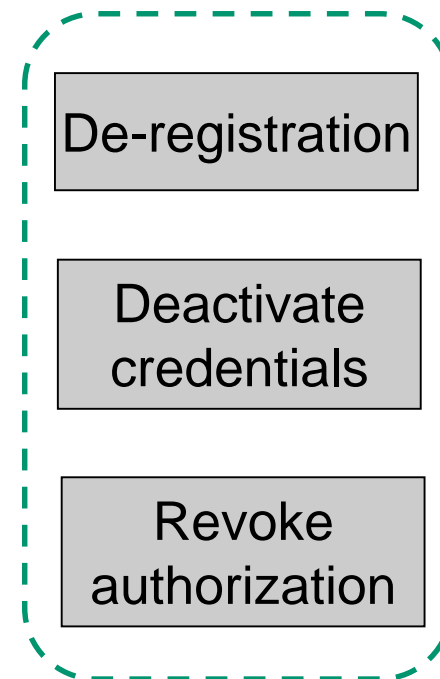 De-registration
Deactivate
credentials
Revoke
authorization